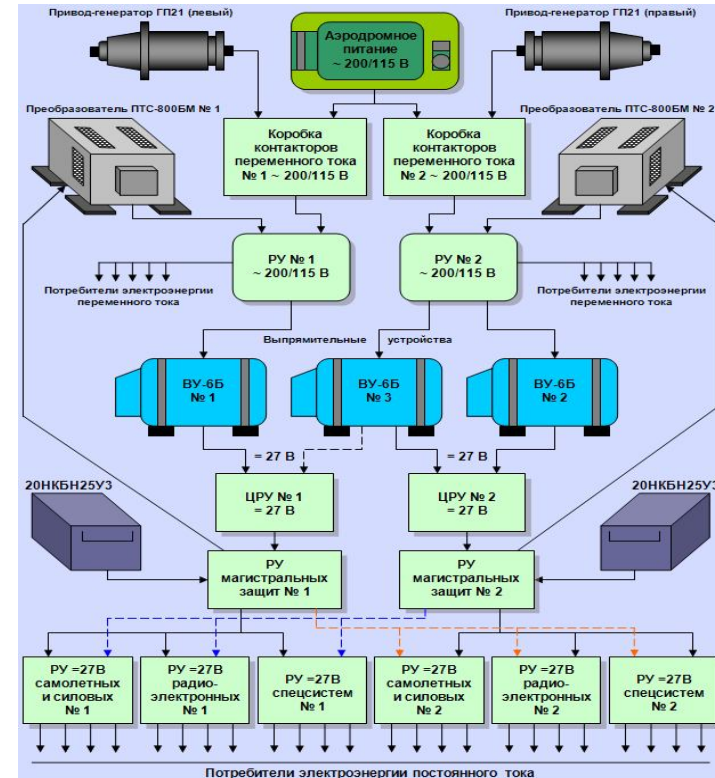 Привод-генератор ГП21 (левый)
Привод-генератор ГП21 (правый)
Аэродромное
питание
~ 200/115 В
Преобразователь ПТС-800БМ № 1
Преобразователь ПТС-800БМ № 2
Коробка
контакторов
переменного тока
№ 1 ~ 200/115 В
Коробка
контакторов
переменного тока
№ 2 ~ 200/115 В
РУ № 1
~ 200/115 В
РУ № 2
~ 200/115 В
Потребители электроэнергии
переменного тока
Потребители электроэнергии
переменного тока
Выпрямительные устройства
ВУ-6Б
№ 1
ВУ-6Б
№ 3
ВУ-6Б
№ 2
= 27 В
= 27 В
20НКБН25У3
20НКБН25У3
ЦРУ № 1
= 27 В
ЦРУ № 2
= 27 В
РУ
магистральных
защит № 1
РУ
магистральных
защит № 2
РУ =27В
самолетных
и силовых
№ 1
РУ =27В
радио-
электронных
№ 1
РУ =27В
спецсистем
№ 1
РУ =27В
самолетных
и силовых
№ 2
РУ =27В
радио-
электронных
№ 2
РУ =27В
спецсистем
№ 2
Потребители электроэнергии постоянного тока